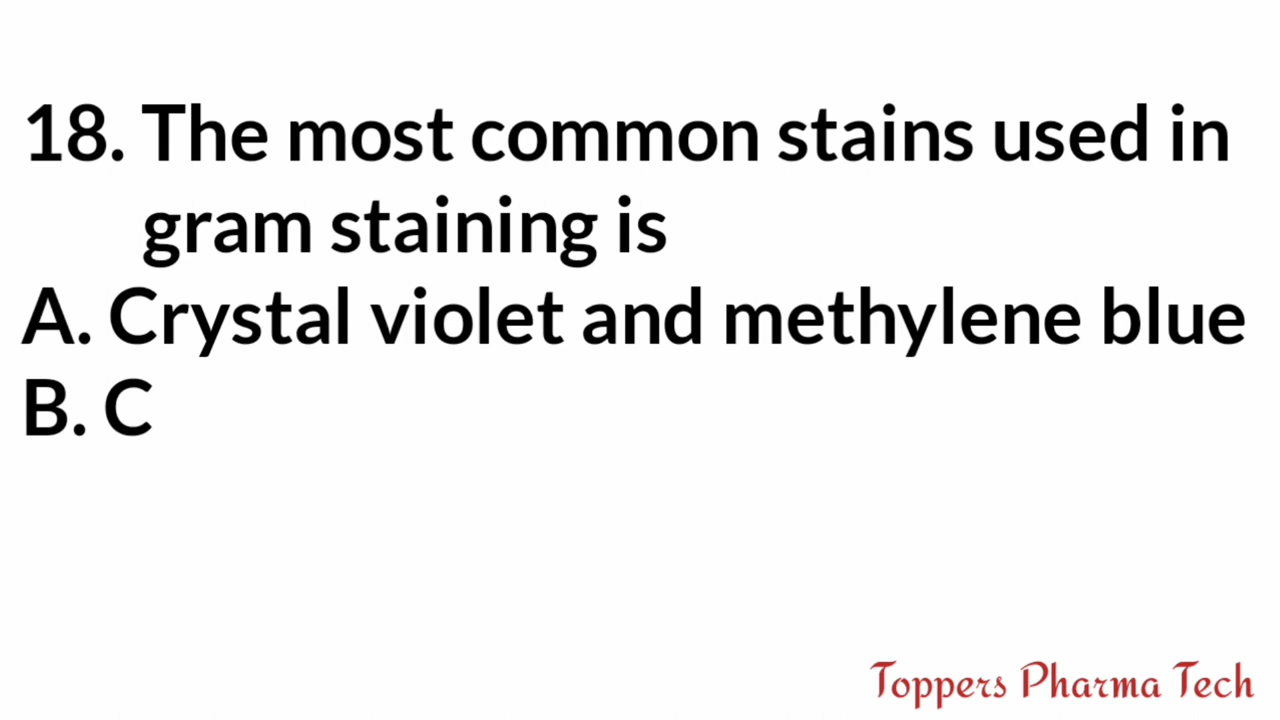 18. The most common stains used in
gram staining is
A. Crystal violet and methylene blue
B. C
Toppers Pharma Tech